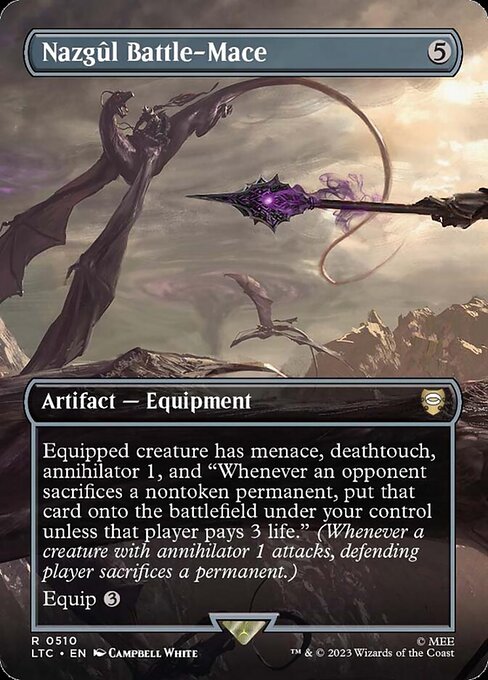 Nazgûl Battle-Mace 5
Artifact — Equipment
Equipped creature has menace, deathtouch,
annihilator 1, and “Whenever an opponent
sacrifices a nontoken permanent, put that
card onto the battlefield under your control
unless that player pays 3 life.” (Whenever a
creature with annihilator 1 attacks, defending
player sacrifices a permanent.)
Equip 3
R 0510
LTC • EN Campbell White
© MEE
™ & © 2023 Wizards of the Coast